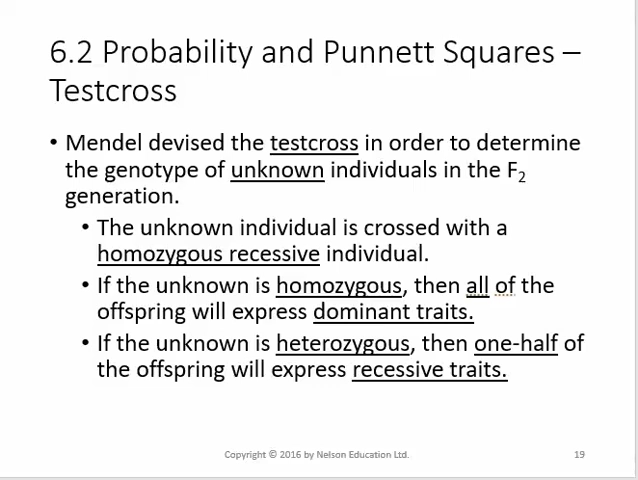 6.2 Probability and Punnett Squares –
Testcross
• Mendel devised the testcross in order to determine
the genotype of unknown individuals in the F₂
generation.
• The unknown individual is crossed with a
homozygous recessive individual.
• If the unknown is homozygous, then all of the
offspring will express dominant traits.
• If the unknown is heterozygous, then one-half of
the offspring will express recessive traits.
Copyright © 2016 by Nelson Education Ltd.
19